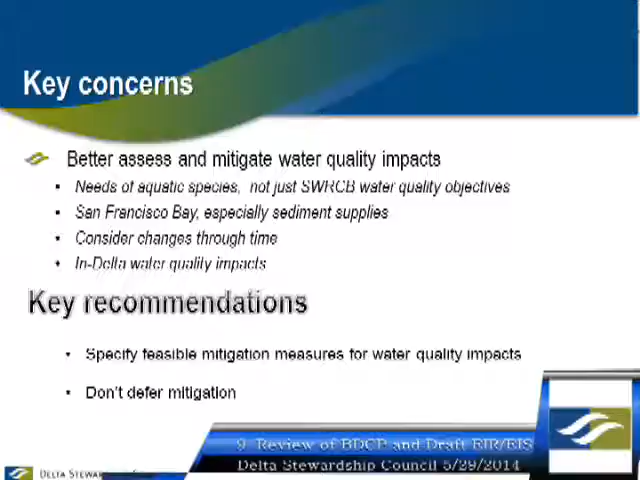 Key concerns
Better assess and mitigate water quality impacts
▪ Needs of aquatic species, not just SWRCB water quality objectives
▪ San Francisco Bay, especially sediment supplies
▪ Consider changes through time
▪ In-Delta water quality impacts
Key recommendations
• Specify feasible mitigation measures for water quality impacts
• Don't defer mitigation
9 Review of BDCP and Draft EIR/EIS
Delta Stewardship Council 5/29/2014
DELTA